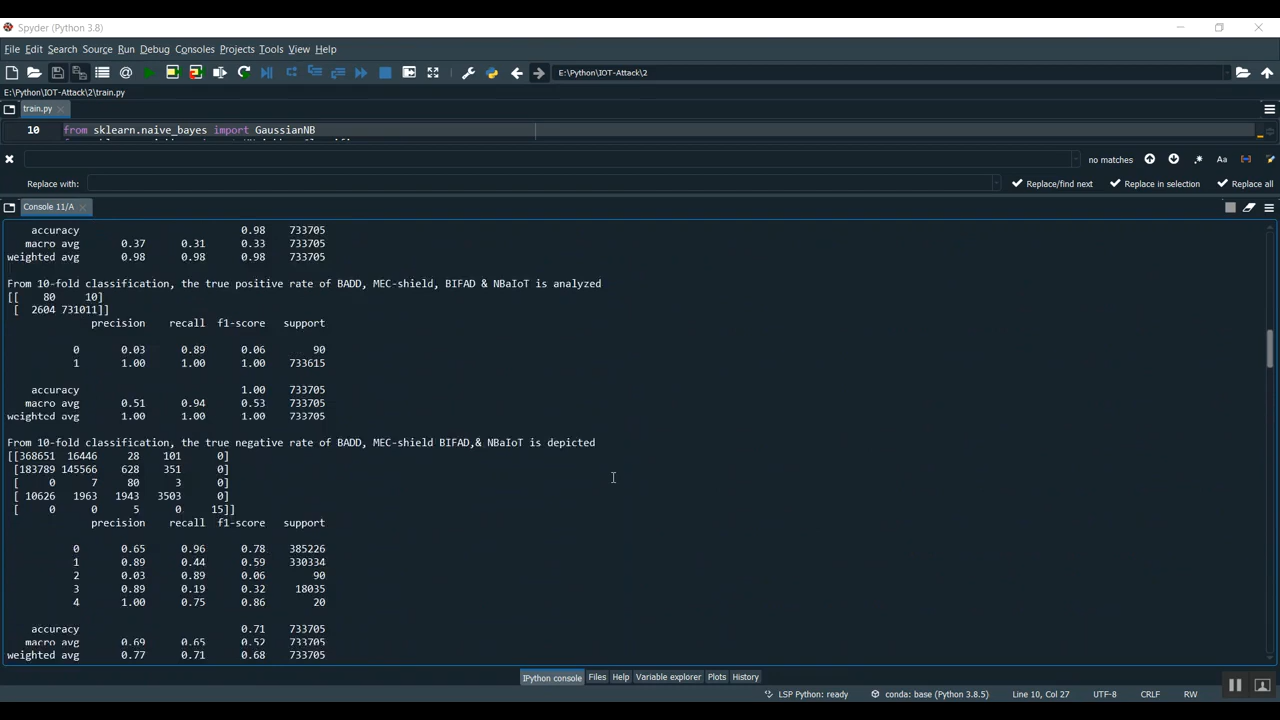 Spyder (Python 3.8)
File Edit Search Source Run Debug Consoles Projects Tools View Help
E:\Python\IOT-Attack\2
E:\Python\IOT-Attack\2\train.py
train.py
10 from sklearn.naive_bayes import GaussianNB
no matches
Aa
Replace with:
Replace/find next Replace in selection Replace all
Console 11/A
accuracy 0.98 733705
macro avg 0.37 0.31 0.33 733705
weighted avg 0.98 0.98 0.98 733705
From 10-fold classification, the true positive rate of BADD, MEC-shield, BIFAD & NBaIoT is analyzed
[[ 80 10]
[ 2604 731011]]
precision recall f1-score support
0 0.03 0.89 0.06 90
1 1.00 1.00 1.00 733615
accuracy 1.00 733705
macro avg 0.51 0.94 0.53 733705
weighted avg 1.00 1.00 1.00 733705
From 10-fold classification, the true negative rate of BADD, MEC-shield BIFAD,& NBaIoT is depicted
[[368651 16446 28 101 0]
[183789 145566 628 351 0]
[ 0 7 80 3 0]
[ 10626 1963 1943 3503 0]
[ 0 0 5 0 15]]
precision recall f1-score support
0 0.65 0.96 0.78 385226
1 0.89 0.44 0.59 330334
2 0.03 0.89 0.06 90
3 0.89 0.19 0.32 18035
4 1.00 0.75 0.86 20
accuracy 0.71 733705
macro avg 0.69 0.65 0.52 733705
weighted avg 0.77 0.71 0.68 733705
IPython console Files Help Variable explorer Plots History
LSP Python: ready conda: base (Python 3.8.5) Line 10, Col 27 UTF-8 CRLF RW